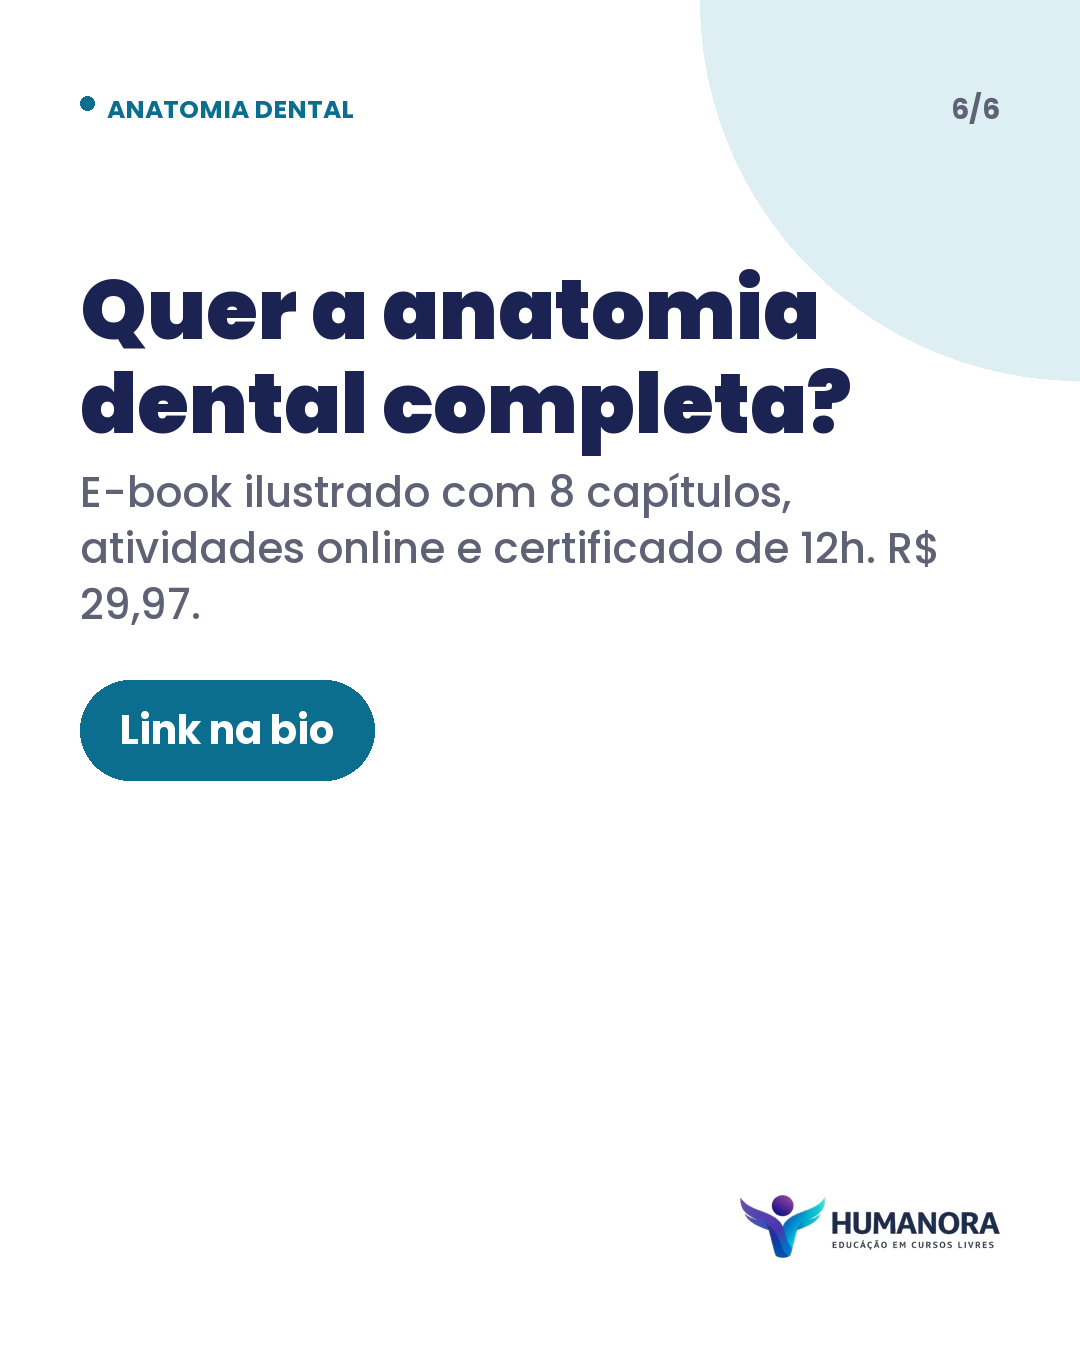 ANATOMIA DENTAL
6/6
Quer a anatomia
dental completa?
E-book ilustrado com 8 capítulos,
atividades online e certificado de 12h. R$
29,97.
Link na bio
HUMANORA
EDUCÁÇÃO EM CURSOS LIVRES